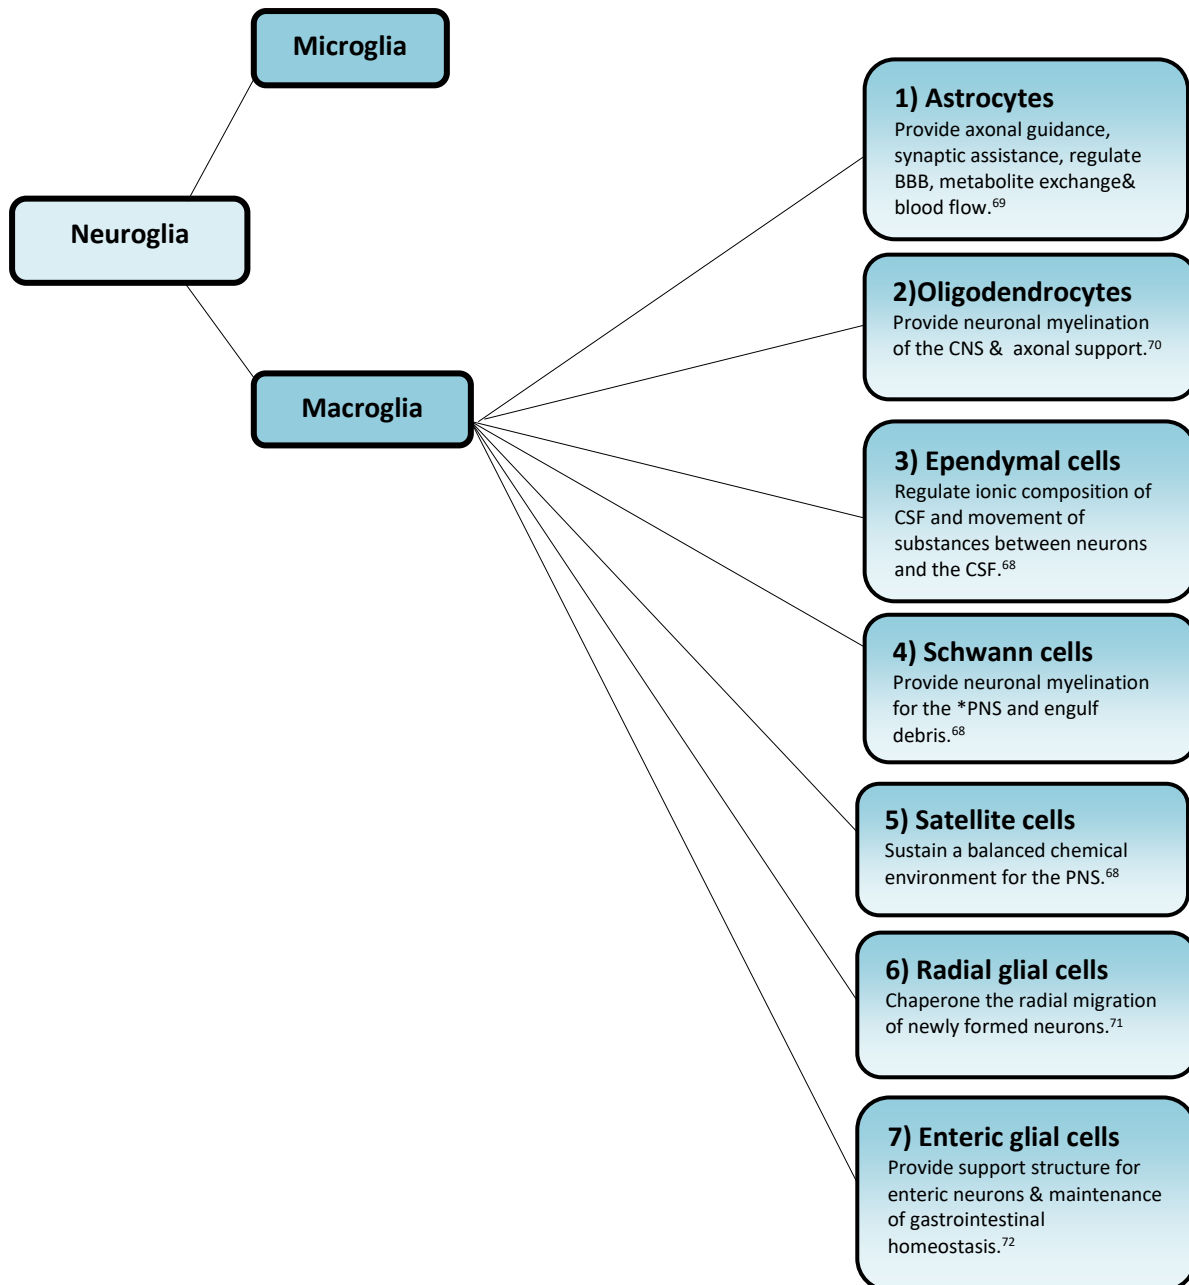 Microglia
Neuroglia
Macroglia
1) Astrocytes
Provide axonal guidance,
synaptic assistance, regulate
BBB, metabolite exchange&
blood flow.69
2)Oligodendrocytes
Provide neuronal myelination
of the CNS & axonal support.70
3) Ependymal cells
Regulate ionic composition of
CSF and movement of
substances between neurons
and the CSF.68
4) Schwann cells
Provide neuronal myelination
for the *PNS and engulf
debris.68
5) Satellite cells
Sustain a balanced chemical
environment for the PNS.68
6) Radial glial cells
Chaperone the radial migration
of newly formed neurons.71
7) Enteric glial cells
Provide support structure for
enteric neurons & maintenance
of gastrointestinal
homeostasis.72